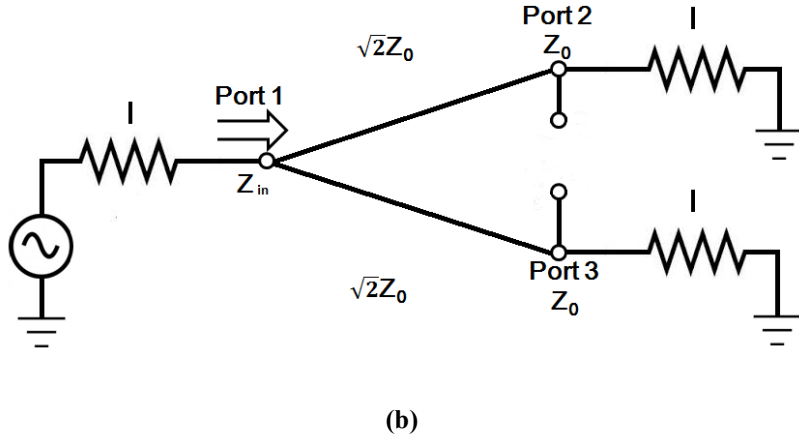 Port 2
Z₀
I
√2Z₀
Port 1
I
Z in
I
Port 3
Z₀
√2Z₀
(b)